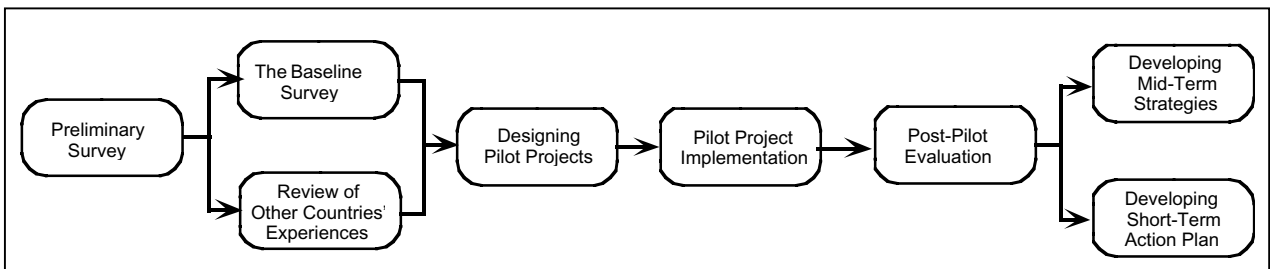 Preliminary
Survey
The Baseline
Survey
Review of
Other Countries'
Experiences
Designing
Pilot Projects
Pilot Project
Implementation
Post-Pilot
Evaluation
Developing
Mid-Term
Strategies
Developing
Short-Term
Action Plan